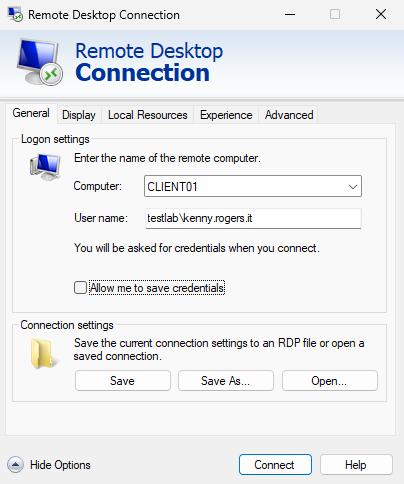 Remote Desktop Connection
Remote Desktop
Connection
General Display Local Resources Experience Advanced
Logon settings
Enter the name of the remote computer.
Computer: CLIENT01
User name: testlab\kenny.rogers.it
You will be asked for credentials when you connect.
Allow me to save credentials
Connection settings
Save the current connection settings to an RDP file or open a
saved connection.
Save Save As... Open...
Hide Options Connect Help